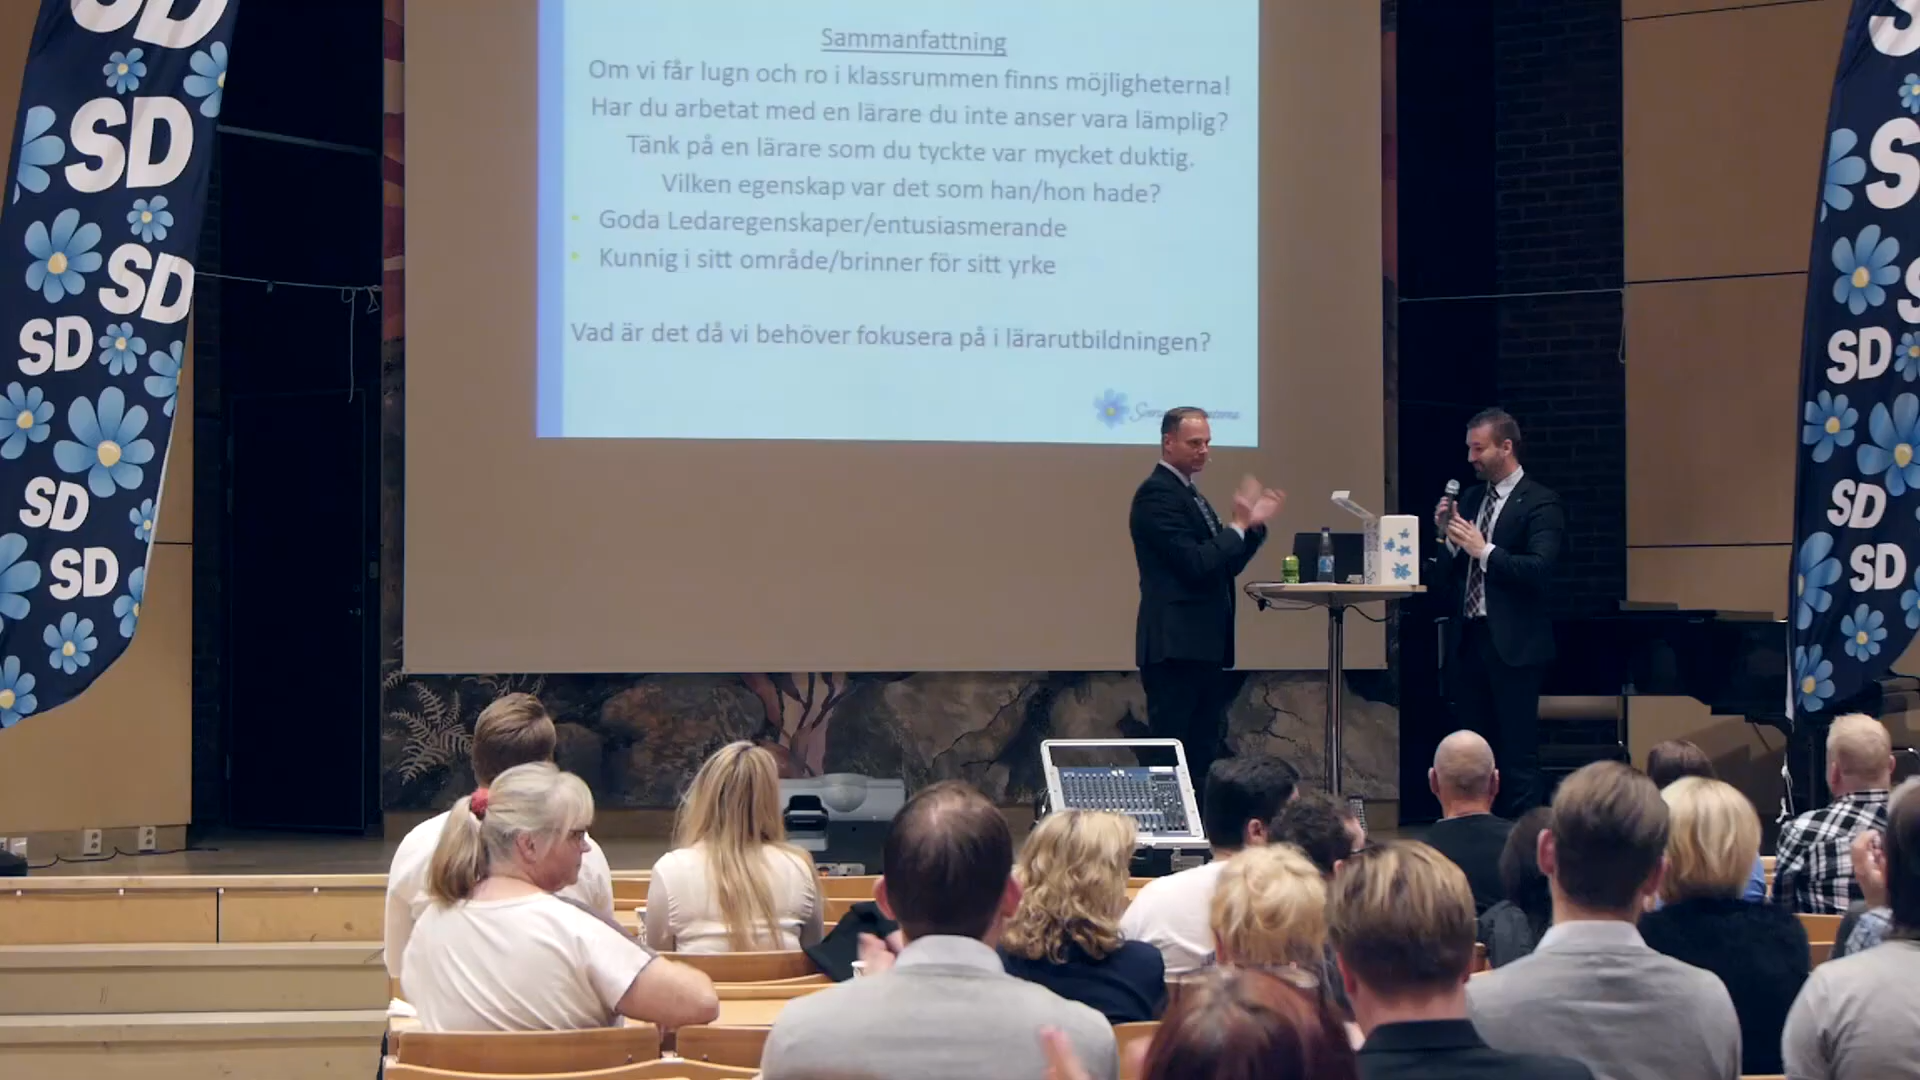 SD
SD
SD
SD
SD
SD
Sammanfattning
Om vi får lugn och ro i klassrummen finns möjligheterna!
Har du arbetat med en lärare du inte anser vara lämplig?
Tänk på en lärare som du tyckte var mycket duktig.
Vilken egenskap var det som han/hon hade?
• Goda Ledaregenskaper/entusiasmerande
• Kunnig i sitt område/brinner för sitt yrke
Vad är det då vi behöver fokusera på i lärarutbildningen?
SD
SD
SD
SD